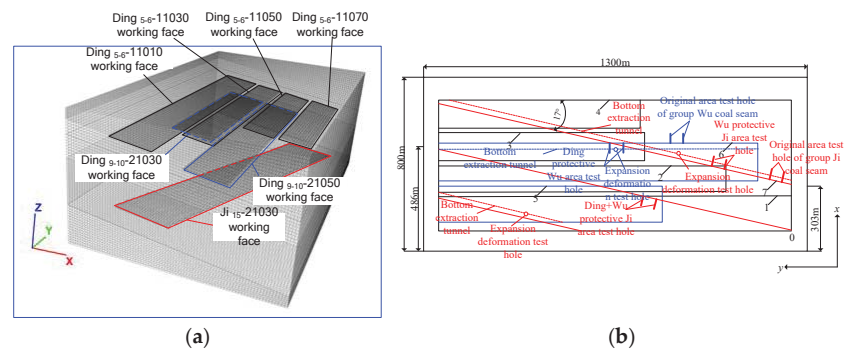 Ding 5-6-11030
working face
Ding 5-6-11050
working face
Ding 5-6-11070
working face
Ding 5-6-11010
working face
Ding 9-10-21030
working face
Ding 9-10-21050
working face
Ji 15-21030
working
face
Z
Y
X
(a)
1300m
800m
486m
303m
17°
4
3
6
2
5
7
1
0
x
y
Bottom
extraction
tunnel
Original area test hole
of group Wu coal seam
Wu protective
Ji area test
hole
Original area test
hole of group Ji
coal seam
Bottom
extraction tunnel
Ding
protective
Wu area test
hole
Expansion
deformatio
n test hole
Expansion
deformation test hole
Bottom
extraction
tunnel
Expansion
deformation test
hole
Ding+Wu
protective Ji
area test hole
(b)